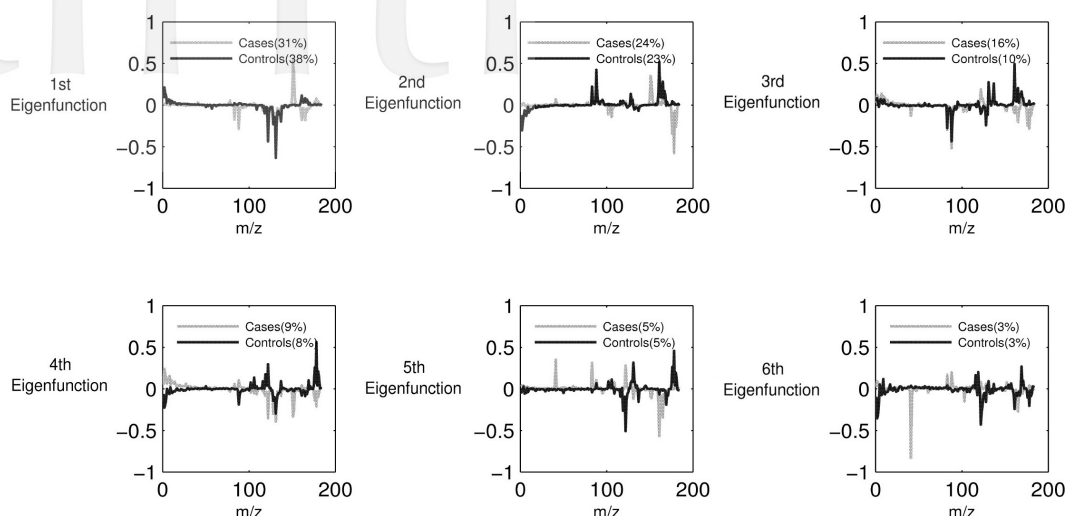 1st
Eigenfunction
1
0.5
0
−0.5
−1
Cases(31%)
Controls(38%)
0 100 200
m/z
2nd
Eigenfunction
1
0.5
0
−0.5
−1
Cases(24%)
Controls(23%)
0 100 200
m/z
3rd
Eigenfunction
1
0.5
0
−0.5
−1
Cases(16%)
Controls(10%)
0 100 200
m/z
4th
Eigenfunction
1
0.5
0
−0.5
−1
Cases(9%)
Controls(8%)
0 100 200
m/z
5th
Eigenfunction
1
0.5
0
−0.5
−1
Cases(5%)
Controls(5%)
0 100 200
m/z
6th
Eigenfunction
1
0.5
0
−0.5
−1
Cases(3%)
Controls(3%)
0 100 200
m/z